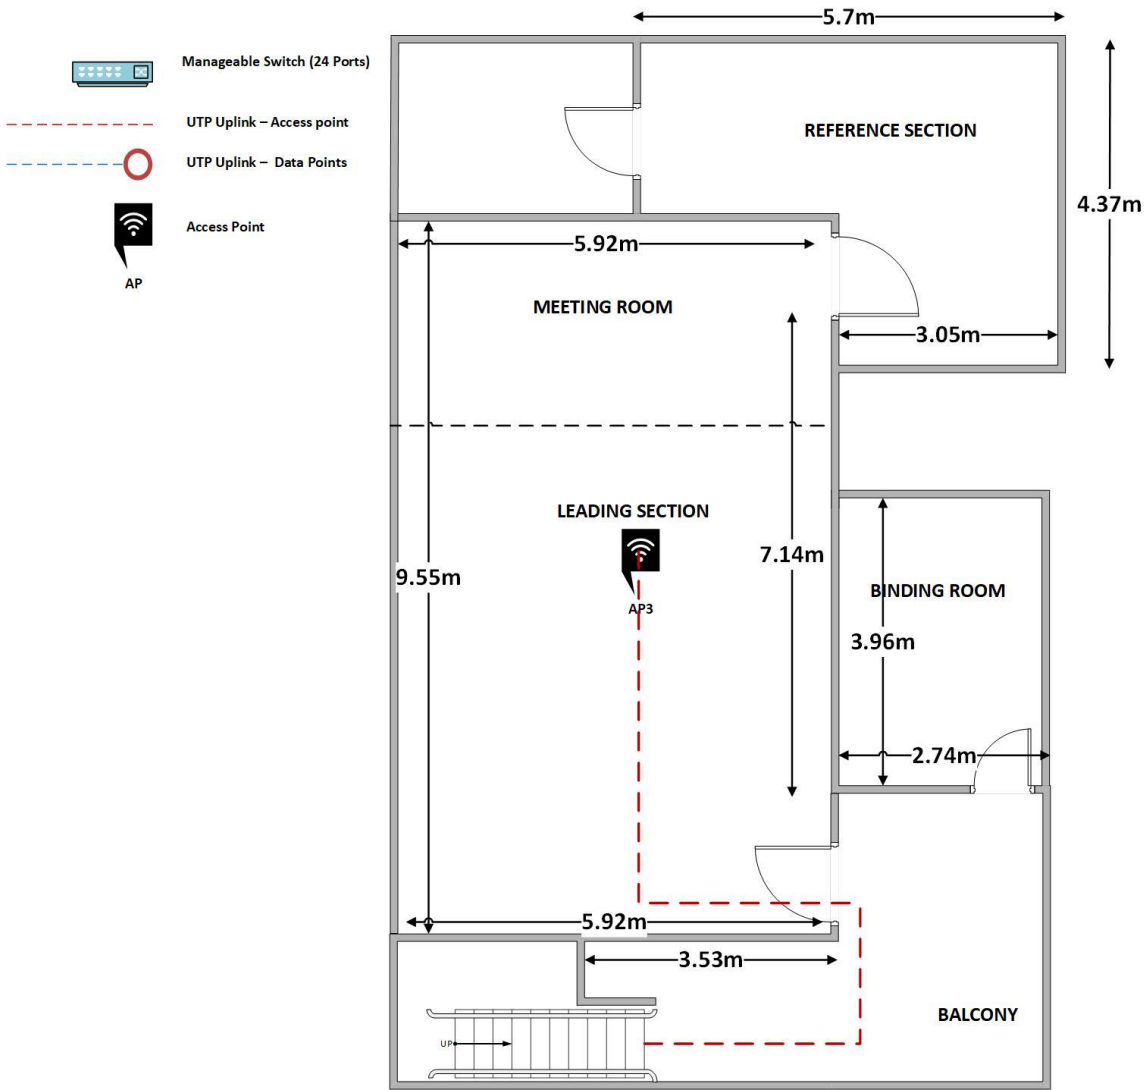 5.7m
Manageable Switch (24 Ports)
UTP Uplink – Access point
UTP Uplink – Data Points
Access Point
AP
REFERENCE SECTION
4.37m
5.92m
MEETING ROOM
3.05m
LEADING SECTION
7.14m
9.55m
AP3
BINDING ROOM
3.96m
2.74m
5.92m
3.53m
BALCONY
UP